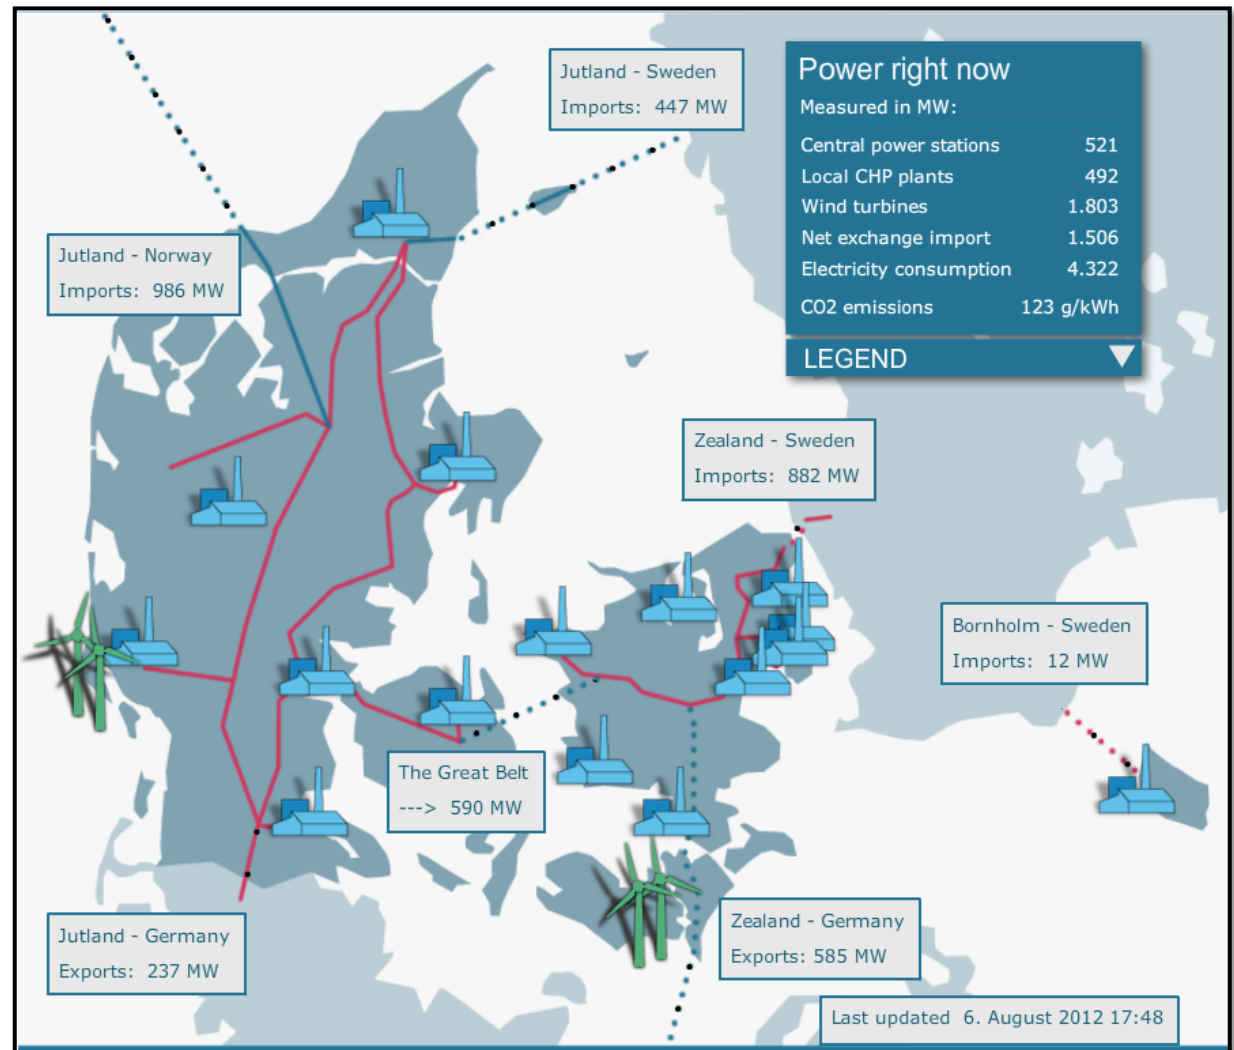 Jutland - Sweden
Imports: 447 MW
Power right now
Measured in MW:
Central power stations 521
Local CHP plants 492
Wind turbines 1.803
Net exchange import 1.506
Electricity consumption 4.322
CO2 emissions 123 g/kWh
LEGEND
Jutland - Norway
Imports: 986 MW
Zealand - Sweden
Imports: 882 MW
Bornholm - Sweden
Imports: 12 MW
The Great Belt
---> 590 MW
Jutland - Germany
Exports: 237 MW
Zealand - Germany
Exports: 585 MW
Last updated 6. August 2012 17:48